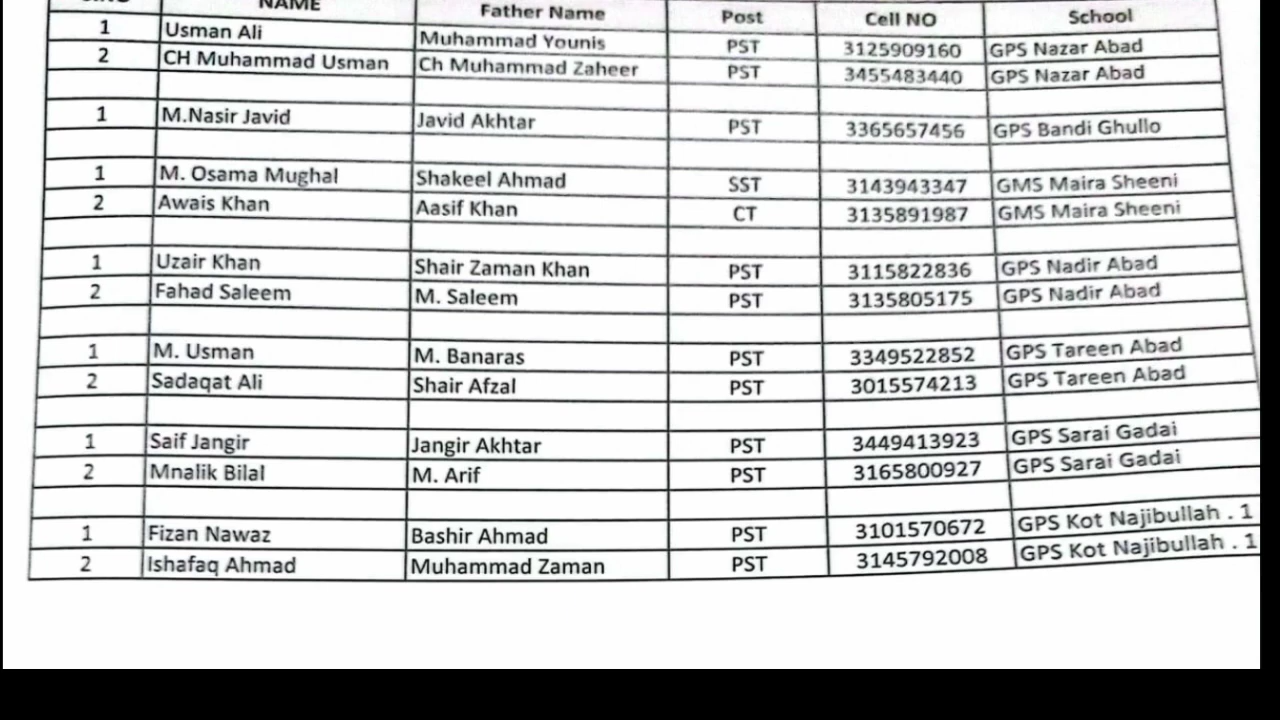 NAME Father Name Post Cell NO School
1 Usman Ali Muhammad Younis PST 3125909160 GPS Nazar Abad
2 CH Muhammad Usman Ch Muhammad Zaheer PST 3455483440 GPS Nazar Abad
1 M.Nasir Javid Javid Akhtar PST 3365657456 GPS Bandi Ghullo
1 M. Osama Mughal Shakeel Ahmad SST 3143943347 GMS Maira Sheeni
2 Awais Khan Aasif Khan CT 3135891987 GMS Maira Sheeni
1 Uzair Khan Shair Zaman Khan PST 3115822836 GPS Nadir Abad
2 Fahad Saleem M. Saleem PST 3135805175 GPS Nadir Abad
1 M. Usman M. Banaras PST 3349522852 GPS Tareen Abad
2 Sadaqat Ali Shair Afzal PST 3015574213 GPS Tareen Abad
1 Saif Jangir Jangir Akhtar PST 3449413923 GPS Sarai Gadai
2 Mnalik Bilal M. Arif PST 3165800927 GPS Sarai Gadai
1 Fizan Nawaz Bashir Ahmad PST 3101570672 GPS Kot Najibullah . 1
2 Ishafaq Ahmad Muhammad Zaman PST 3145792008 GPS Kot Najibullah . 1